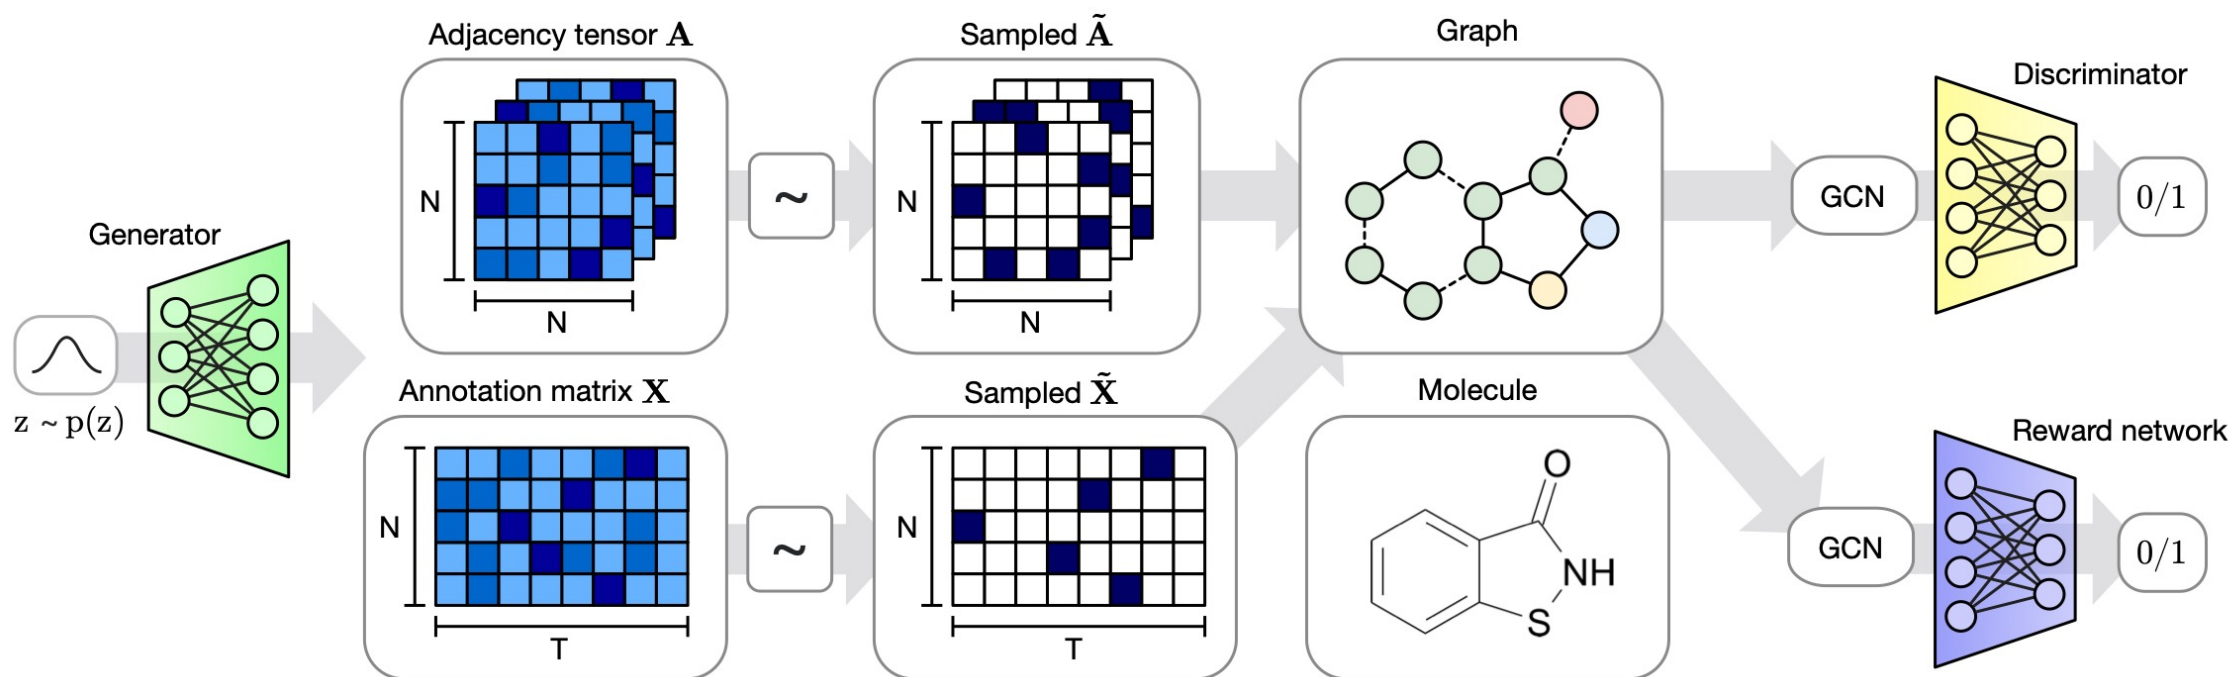 Generator
z ~ p(z)
Adjacency tensor A
N
N
Annotation matrix X
N
T
~
~
Sampled Ã
N
N
Sampled X̃
N
T
Graph
Molecule
O
NH
S
Discriminator
GCN
0/1
Reward network
GCN
0/1